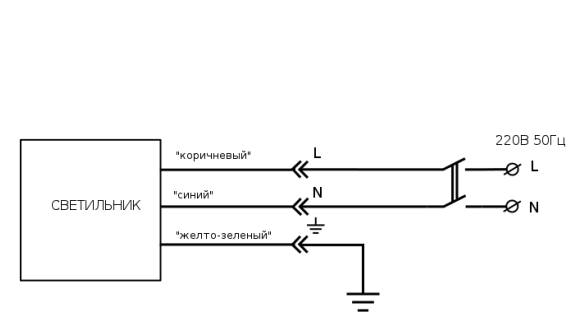 220В 50Гц
"коричневый" L L
"синий" N N
СВЕТИЛЬНИК
"желто-зеленый"